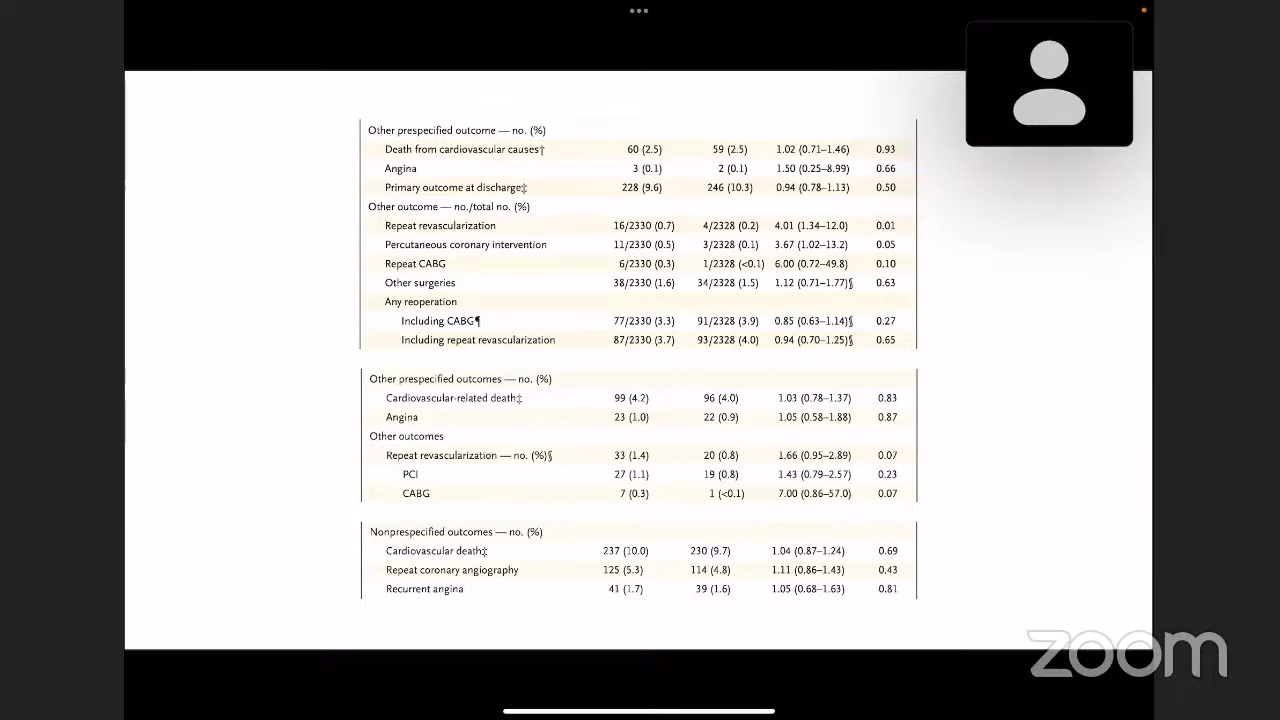 Other prespecified outcome — no. (%)
Death from cardiovascular causes† 60 (2.5) 59 (2.5) 1.02 (0.71–1.46) 0.93
Angina 3 (0.1) 2 (0.1) 1.50 (0.25–8.99) 0.66
Primary outcome at discharge‡ 228 (9.6) 246 (10.3) 0.94 (0.78–1.13) 0.50
Other outcome — no./total no. (%)
Repeat revascularization 16/2330 (0.7) 4/2328 (0.2) 4.01 (1.34–12.0) 0.01
Percutaneous coronary intervention 11/2330 (0.5) 3/2328 (0.1) 3.67 (1.02–13.2) 0.05
Repeat CABG 6/2330 (0.3) 1/2328 (<0.1) 6.00 (0.72–49.8) 0.10
Other surgeries 38/2330 (1.6) 34/2328 (1.5) 1.12 (0.71–1.77)§ 0.63
Any reoperation
Including CABG¶ 77/2330 (3.3) 91/2328 (3.9) 0.85 (0.63–1.14)§ 0.27
Including repeat revascularization 87/2330 (3.7) 93/2328 (4.0) 0.94 (0.70–1.25)§ 0.65
Other prespecified outcomes — no. (%)
Cardiovascular-related death‡ 99 (4.2) 96 (4.0) 1.03 (0.78–1.37) 0.83
Angina 23 (1.0) 22 (0.9) 1.05 (0.58–1.88) 0.87
Other outcomes
Repeat revascularization — no. (%)§ 33 (1.4) 20 (0.8) 1.66 (0.95–2.89) 0.07
PCI 27 (1.1) 19 (0.8) 1.43 (0.79–2.57) 0.23
CABG 7 (0.3) 1 (<0.1) 7.00 (0.86–57.0) 0.07
Nonprespecified outcomes — no. (%)
Cardiovascular death‡ 237 (10.0) 230 (9.7) 1.04 (0.87–1.24) 0.69
Repeat coronary angiography 125 (5.3) 114 (4.8) 1.11 (0.86–1.43) 0.43
Recurrent angina 41 (1.7) 39 (1.6) 1.05 (0.68–1.63) 0.81
zoom